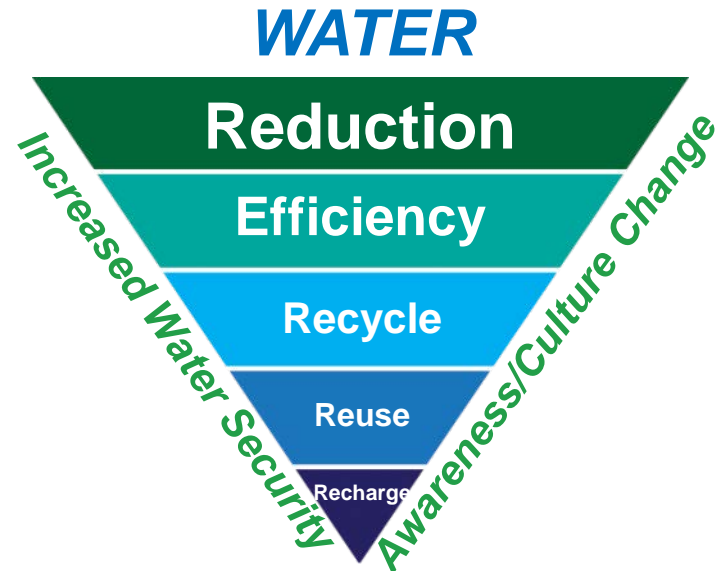 WATER
Reduction
Efficiency
Recycle
Reuse
Recharge
Increased Water Security
Awareness/Culture Change